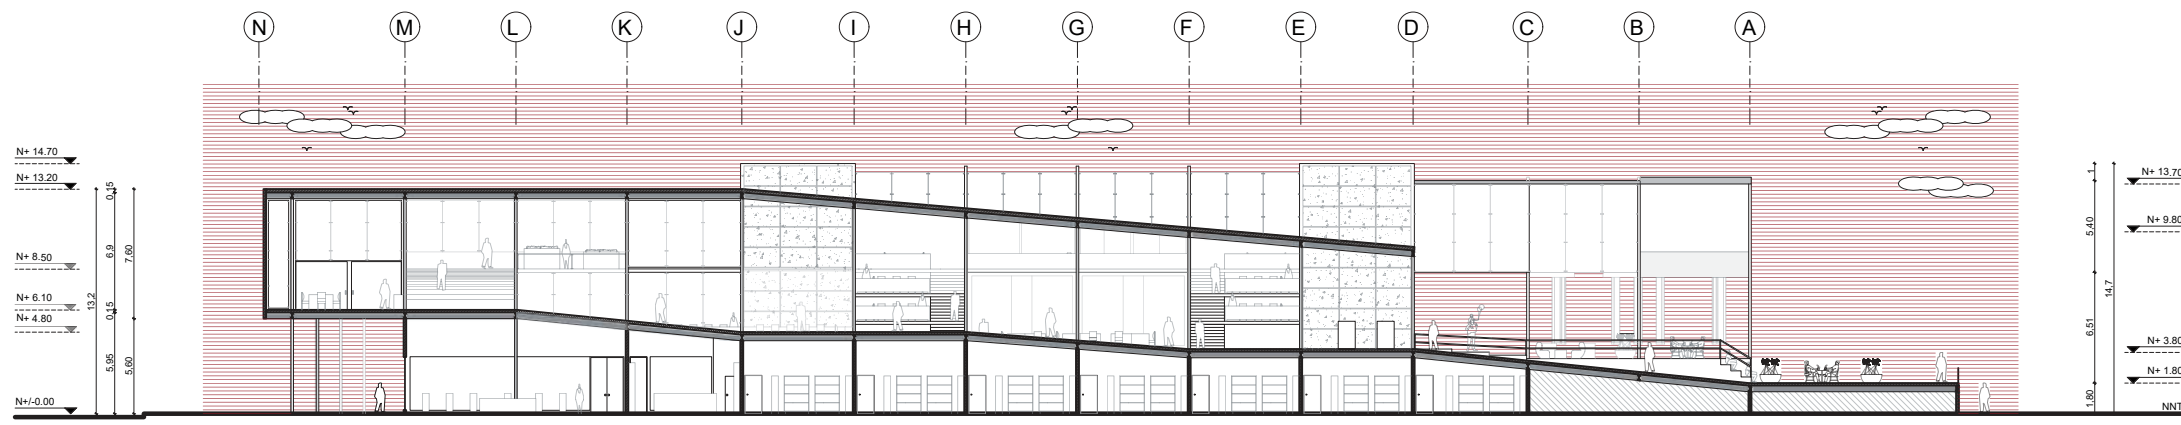 N M L K J I H G F E D C B A
N+ 14.70
N+ 13.20
N+ 8.50
N+ 6.10
N+ 4.80
N+/-0.00
13.2
0,15
6,9
0,15
5,95
7,60
5,60
1
5,40
6,51
1.80
14,7
N+ 13.70
N+ 9.80
N+ 3.80
N+ 1.80
NNT